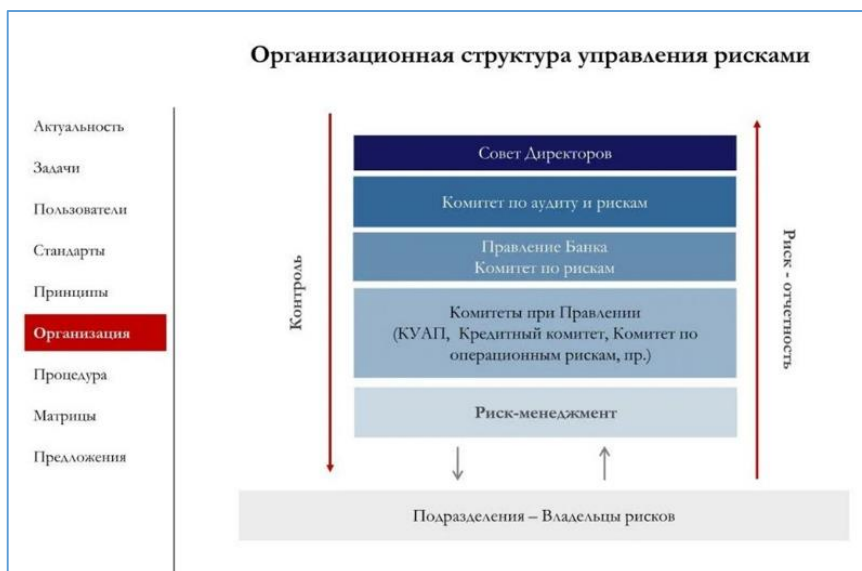 Организационная структура управления рисками
Актуальность
Задачи
Пользователи
Стандарты
Принципы
Организация
Процедура
Матрицы
Предложения
Контроль
Совет Директоров
Комитет по аудиту и рискам
Правление Банка
Комитет по рискам
Комитеты при Правлении
(КУАП, Кредитный комитет, Комитет по
операционным рискам, пр.)
Риск-менеджмент
Риск - отчетность
Подразделения – Владельцы рисков